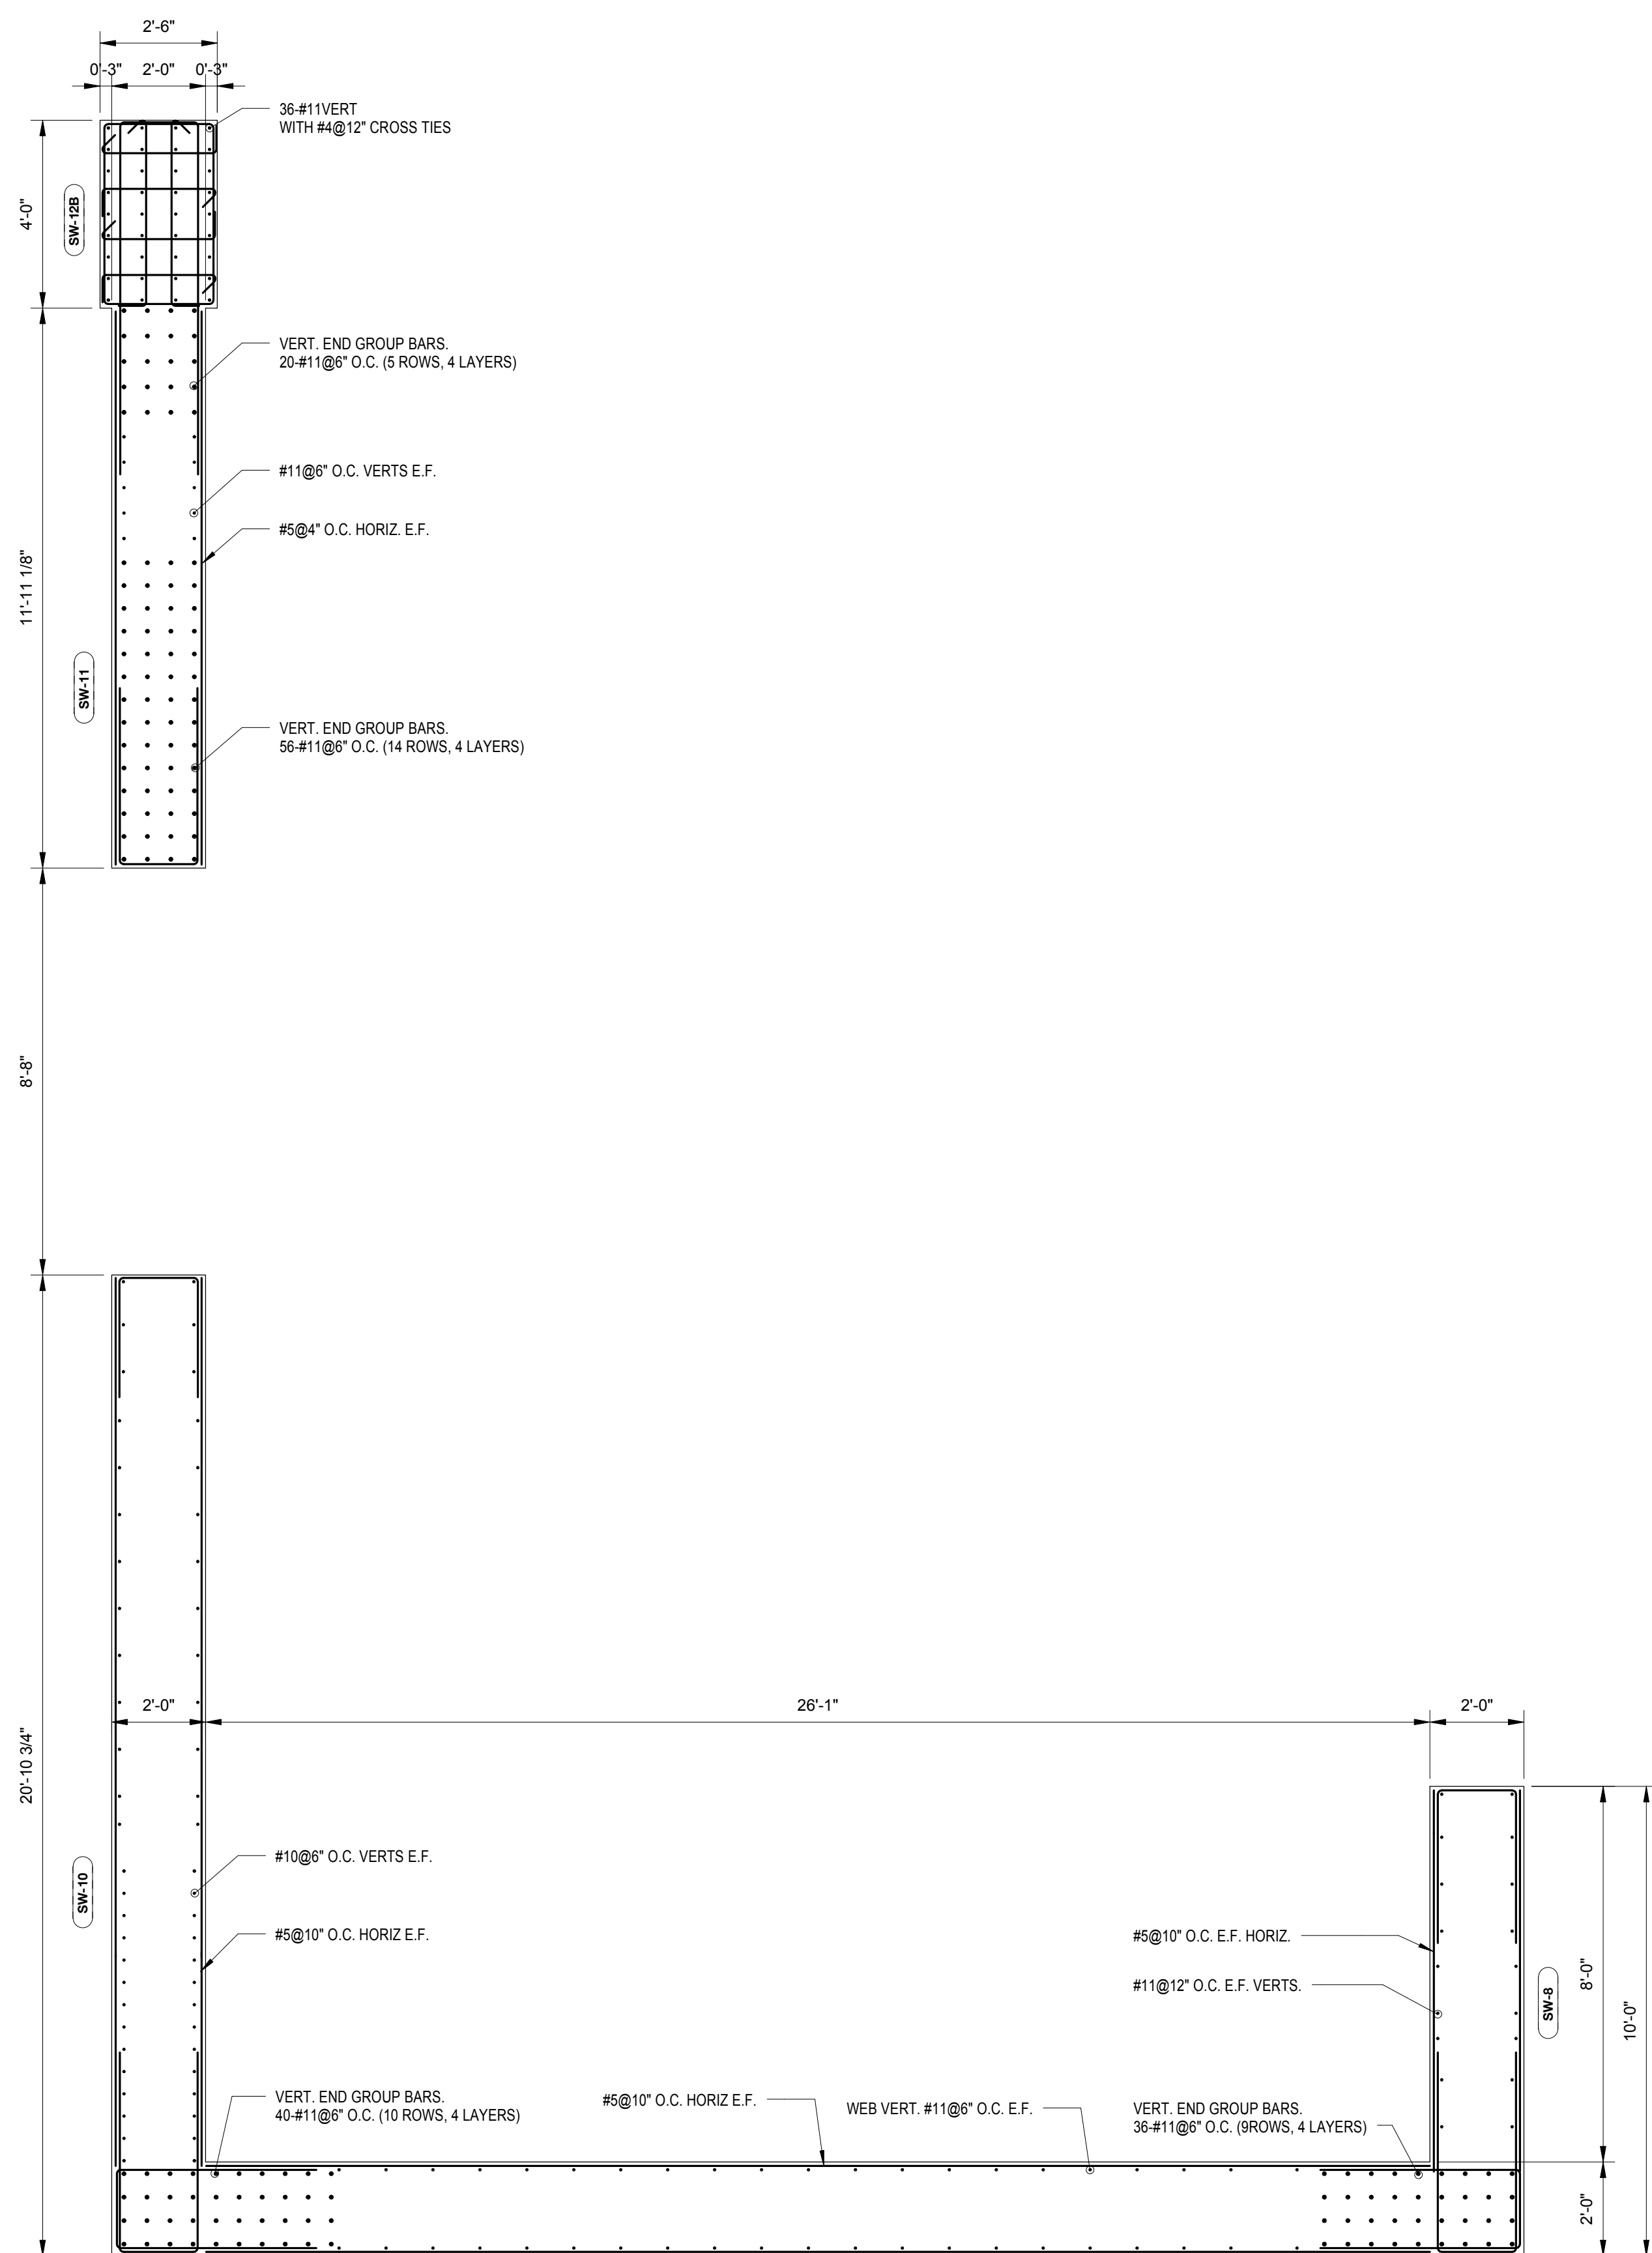 2'-6"
0'-3" 2'-0" 0'-3"
36-#11VERT
WITH #4@12" CROSS TIES
4'-0"
SW-12B
VERT. END GROUP BARS.
20-#11@6" O.C. (5 ROWS, 4 LAYERS)
#11@6" O.C. VERTS E.F.
#5@4" O.C. HORIZ. E.F.
11'-11 1/8"
SW-11
VERT. END GROUP BARS.
56-#11@6" O.C. (14 ROWS, 4 LAYERS)
8'-8"
2'-0" 26'-1" 2'-0"
20'-10 3/4"
SW-10
#10@6" O.C. VERTS E.F.
#5@10" O.C. HORIZ E.F.
#5@10" O.C. E.F. HORIZ.
#11@12" O.C. E.F. VERTS.
SW-8
8'-0"
10'-0"
VERT. END GROUP BARS.
40-#11@6" O.C. (10 ROWS, 4 LAYERS)
#5@10" O.C. HORIZ E.F.
WEB VERT. #11@6" O.C. E.F.
VERT. END GROUP BARS.
36-#11@6" O.C. (9ROWS, 4 LAYERS)
2'-0"